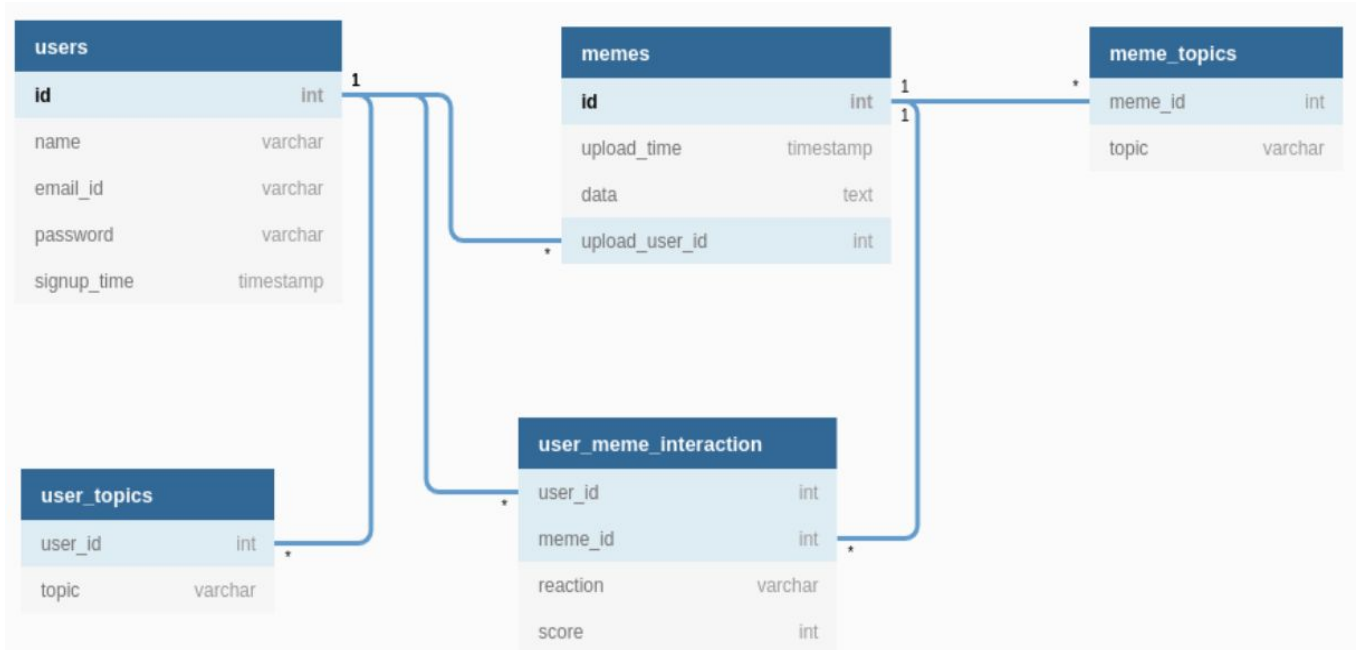 users
id int
name varchar
email_id varchar
password varchar
signup_time timestamp
1
*
memes
id int
upload_time timestamp
data text
upload_user_id int
1
1
*
meme_topics
meme_id int
topic varchar
user_topics
user_id int
topic varchar
*
*
user_meme_interaction
user_id int
meme_id int
reaction varchar
score int
*